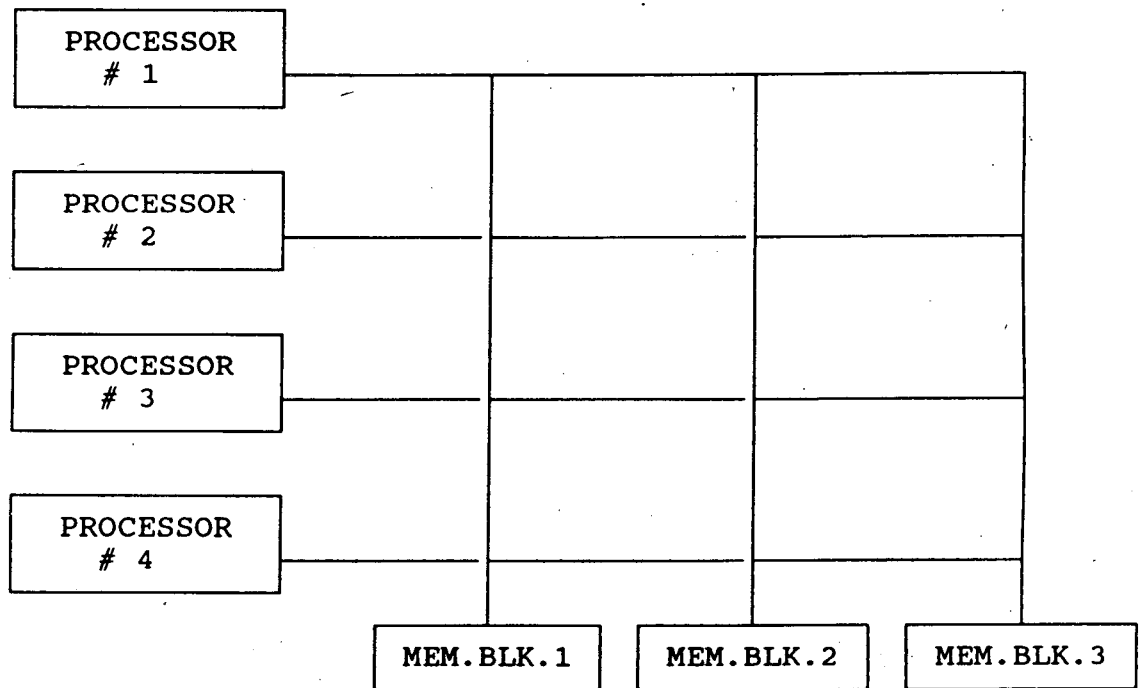 PROCESSOR
# 1
PROCESSOR
# 2
PROCESSOR
# 3
PROCESSOR
# 4
MEM.BLK.1
MEM.BLK.2
MEM.BLK.3